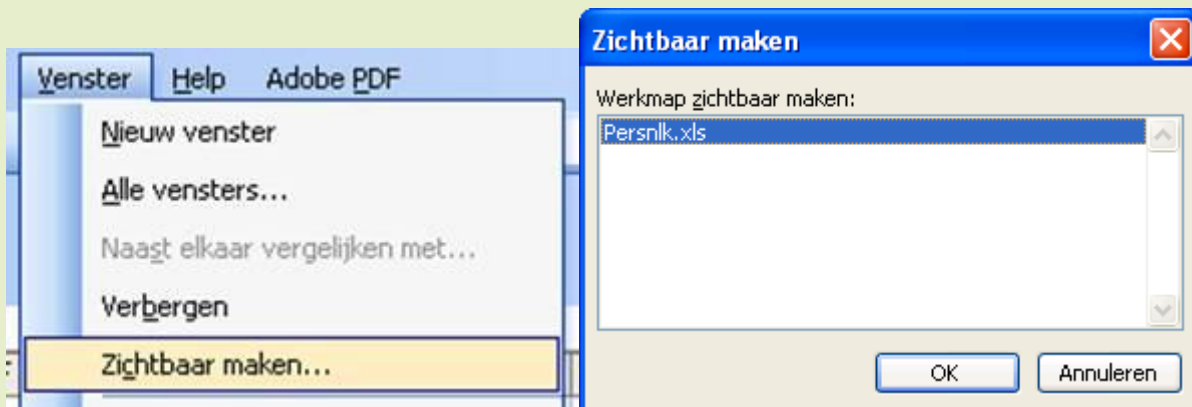 Venster Help Adobe PDF
Nieuw venster
Alle vensters...
Naast elkaar vergelijken met...
Verbergen
Zichtbaar maken...
Zichtbaar maken
Werkmap zichtbaar maken:
Persnlk.xls
OK Annuleren